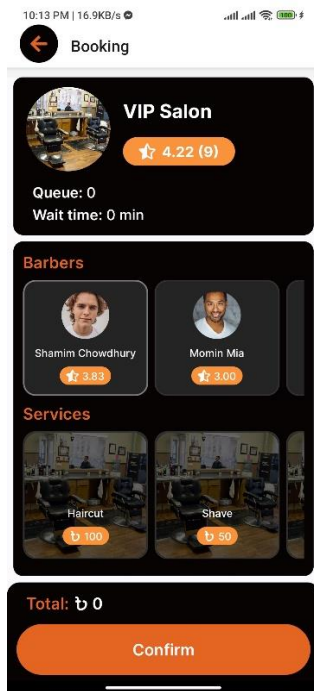 10:13 PM | 16.9KB/s
100
Booking
VIP Salon
4.22 (9)
Queue: 0
Wait time: 0 min
Barbers
Shamim Chowdhury
3.83
Momin Mia
3.00
Services
Haircut
৳ 100
Shave
৳ 50
Total: ৳ 0
Confirm